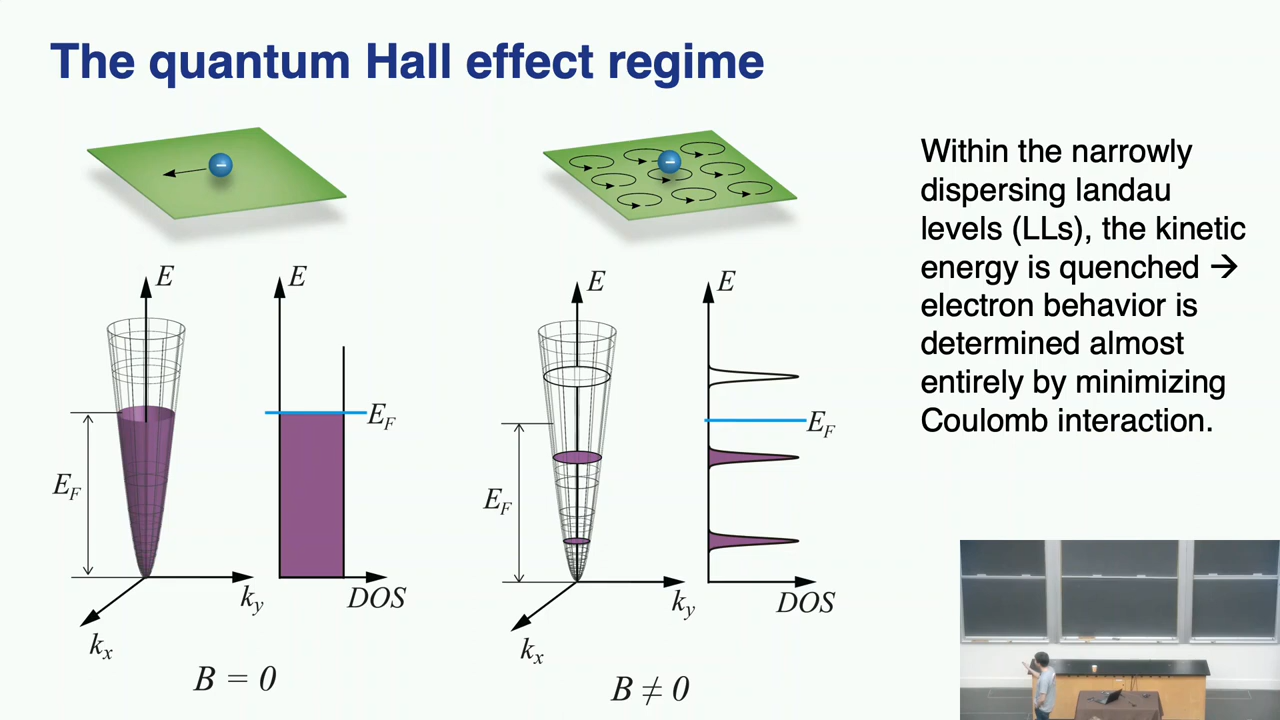 The quantum Hall effect regime
Within the narrowly
dispersing landau
levels (LLs), the kinetic
energy is quenched →
electron behavior is
determined almost
entirely by minimizing
Coulomb interaction.
E
E
E_F
E_F
k_y
DOS
k_x
B = 0
E
E
E_F
E_F
k_y
DOS
k_x
B ≠ 0